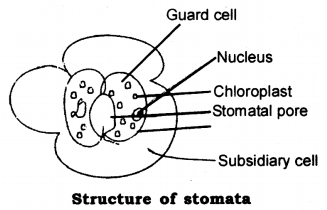 Guard cell
Nucleus
Chloroplast
Stomatal pore
Subsidiary cell
Structure of stomata